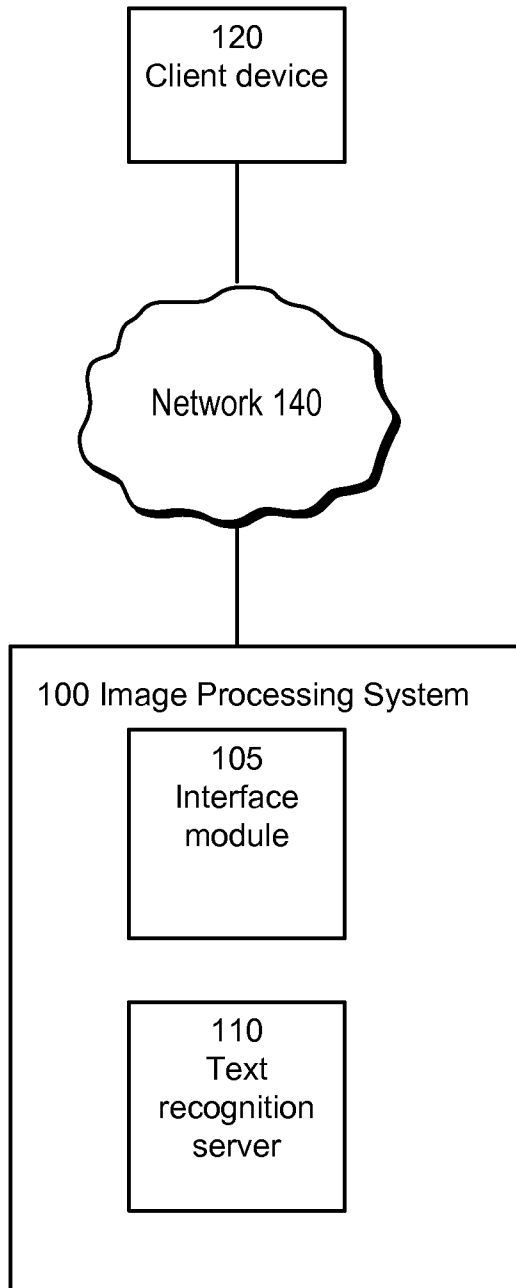 120
Client device
Network 140
100 Image Processing System
105
Interface
module
110
Text
recognition
server